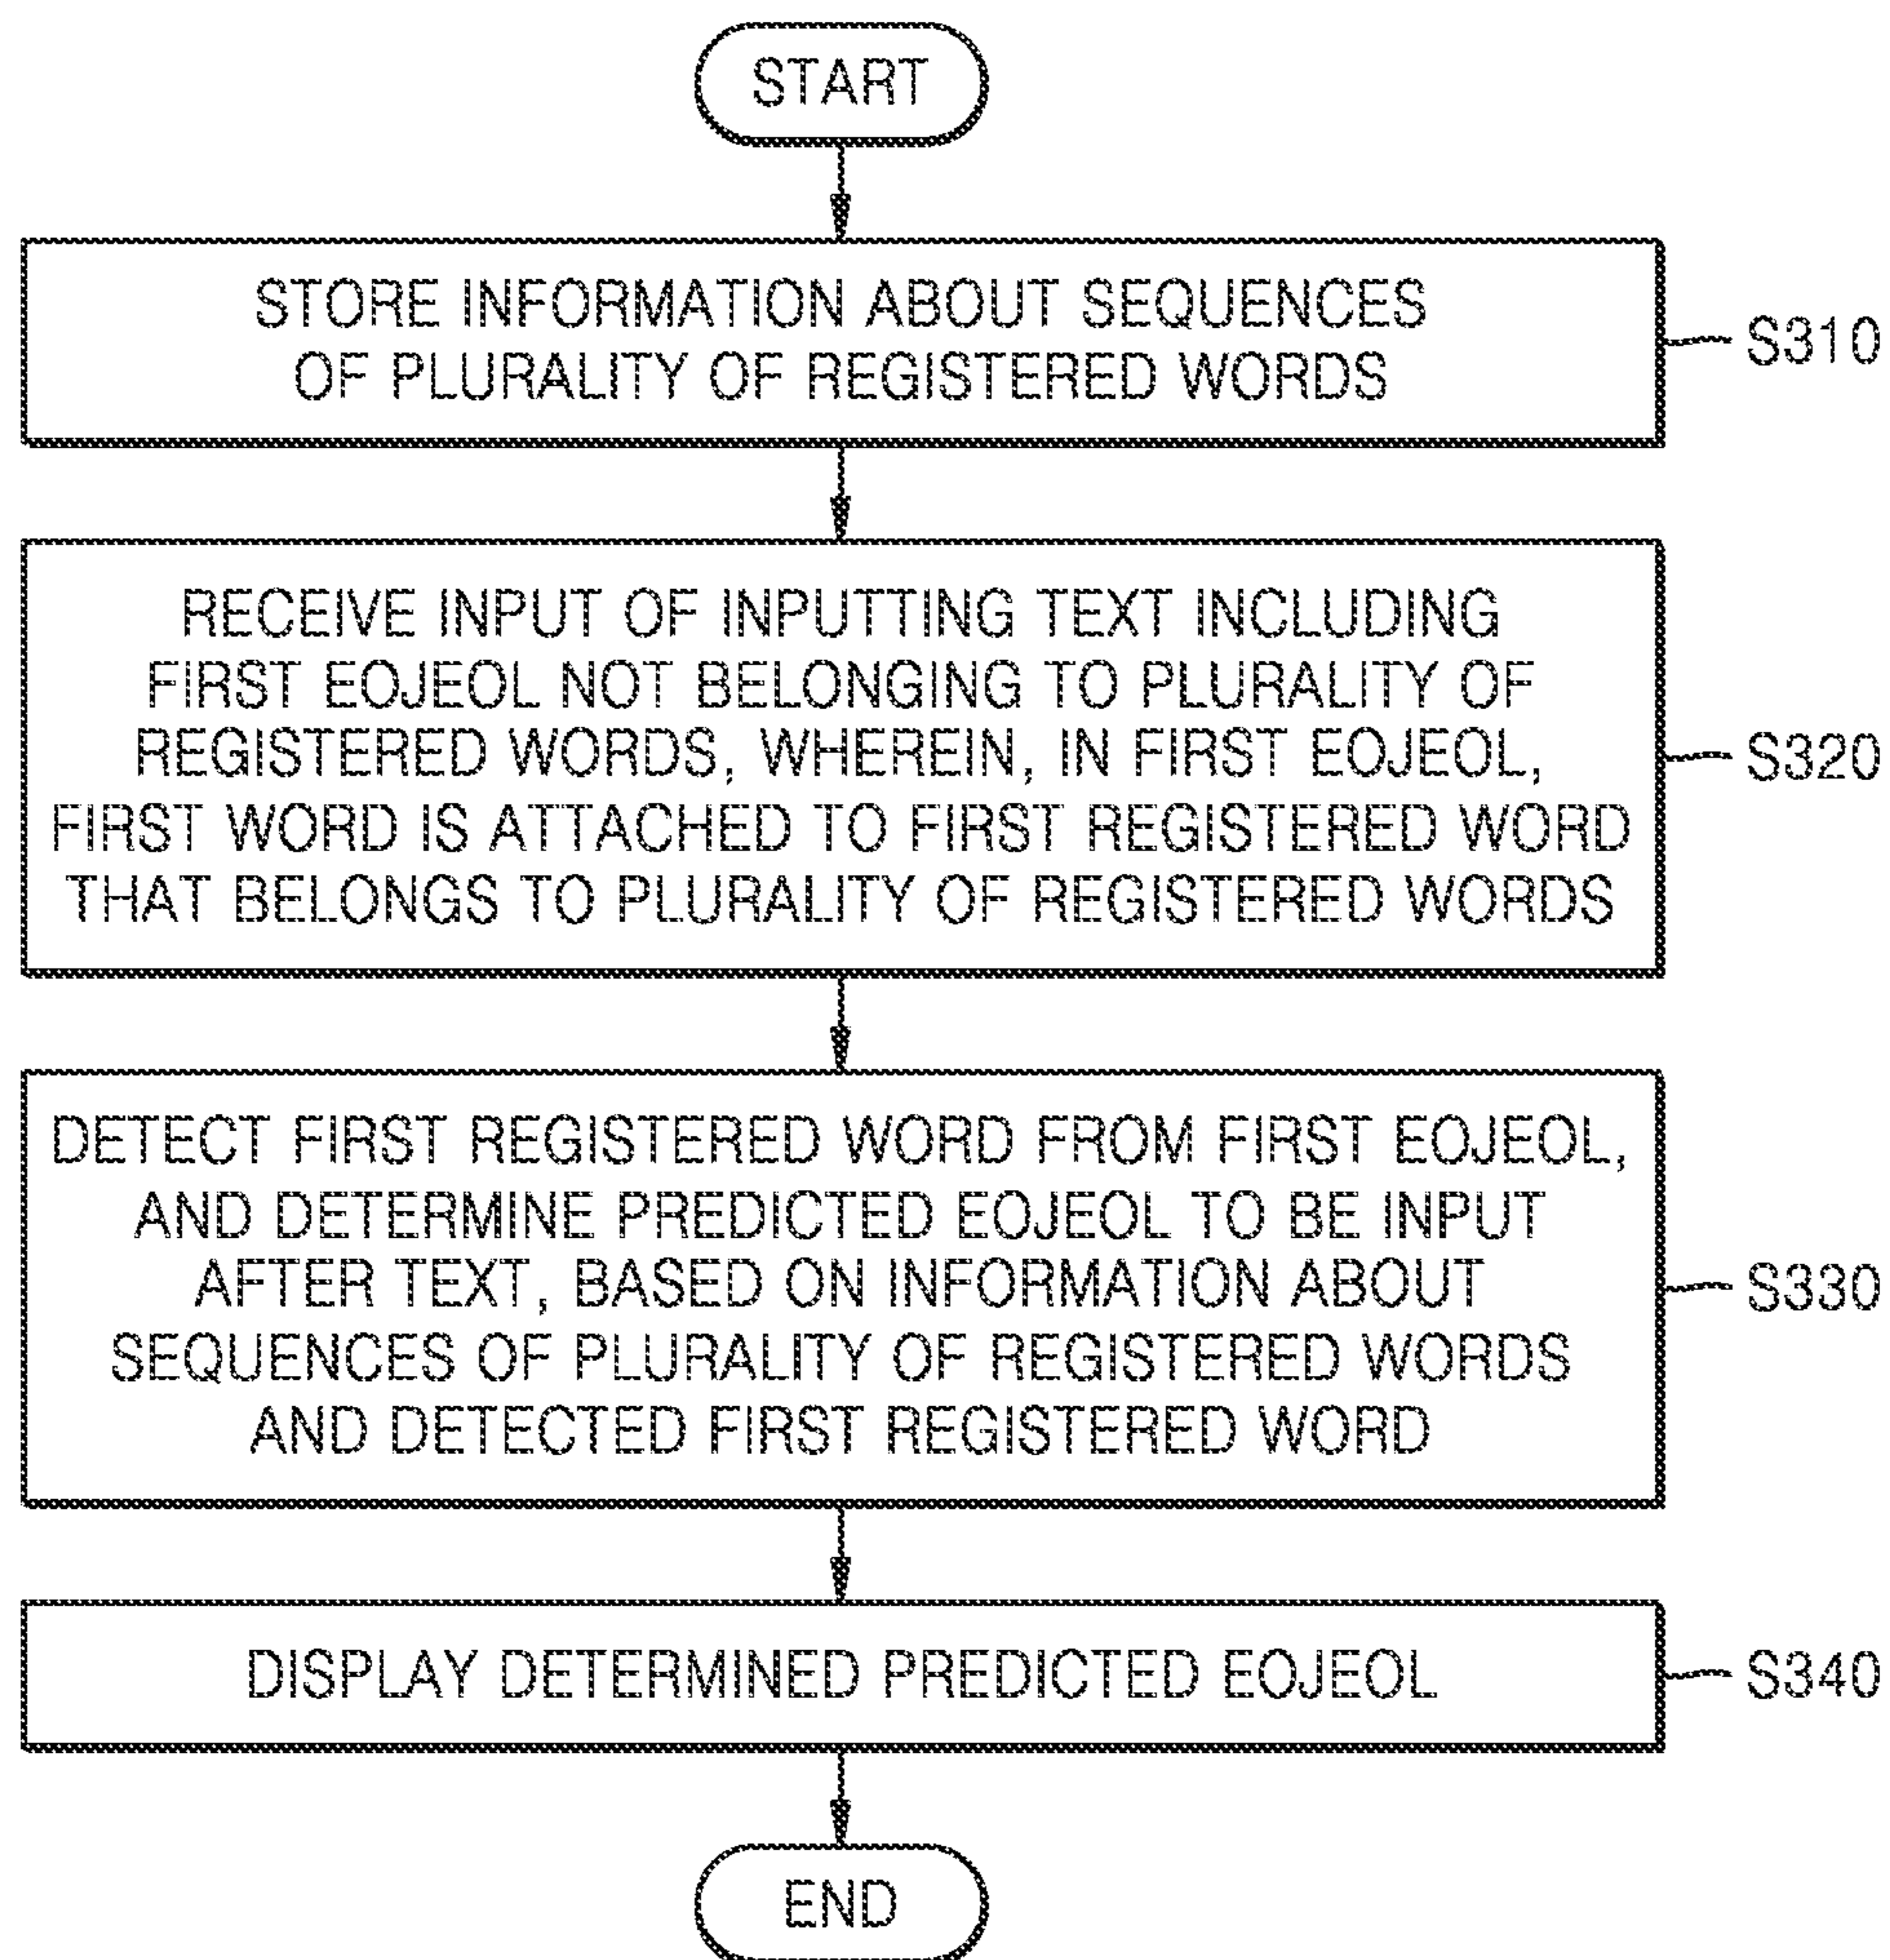 START
STORE INFORMATION ABOUT SEQUENCES
OF PLURALITY OF REGISTERED WORDS
S310
RECEIVE INPUT OF INPUTTING TEXT INCLUDING
FIRST EOJEOL NOT BELONGING TO PLURALITY OF
REGISTERED WORDS, WHEREIN, IN FIRST EOJEOL,
FIRST WORD IS ATTACHED TO FIRST REGISTERED WORD
THAT BELONGS TO PLURALITY OF REGISTERED WORDS
S320
DETECT FIRST REGISTERED WORD FROM FIRST EOJEOL,
AND DETERMINE PREDICTED EOJEOL TO BE INPUT
AFTER TEXT, BASED ON INFORMATION ABOUT
SEQUENCES OF PLURALITY OF REGISTERED WORDS
AND DETECTED FIRST REGISTERED WORD
S330
DISPLAY DETERMINED PREDICTED EOJEOL
S340
END